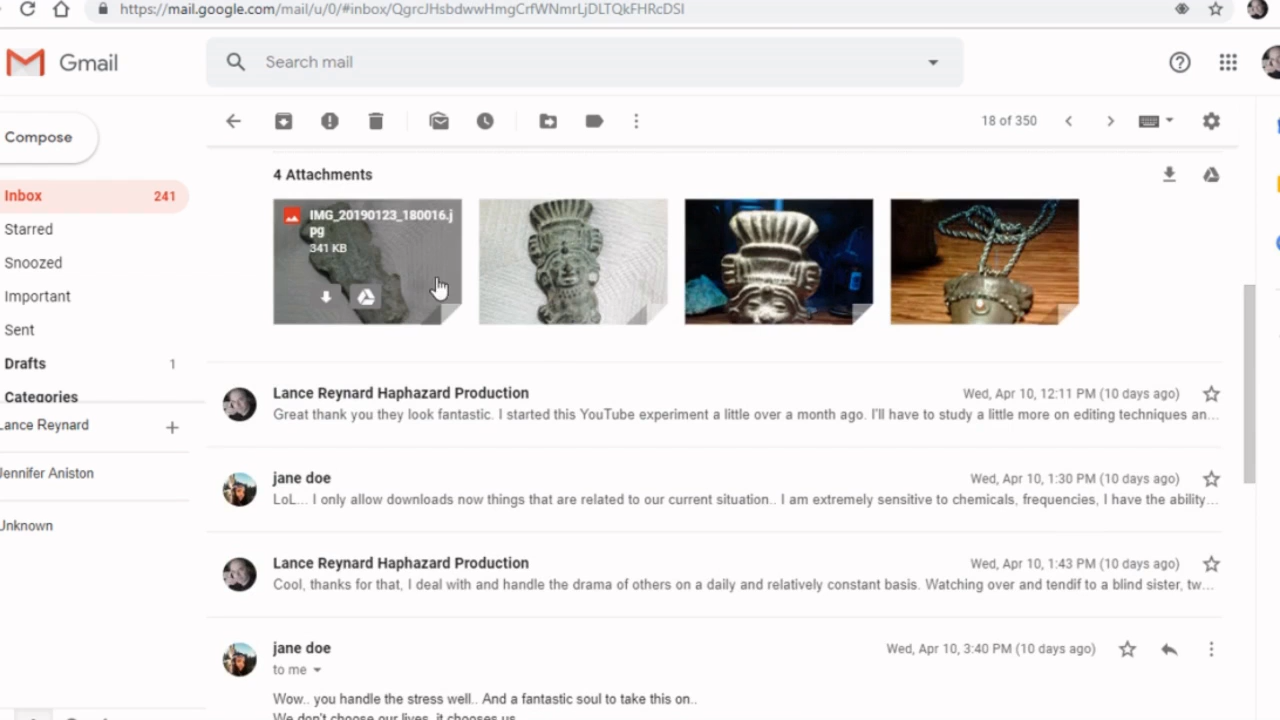 https://mail.google.com/mail/u/0/#inbox/QgrcJHsbdwwHmgCrfWNmrLjDLTQkFHRcDSI
Gmail
Search mail
Compose
18 of 350
Inbox 241
Starred
Snoozed
Important
Sent
Drafts 1
Categories
Lance Reynard
Jennifer Aniston
Unknown
4 Attachments
IMG_20190123_180016.j
pg
341 KB
Lance Reynard Haphazard Production Wed, Apr 10, 12:11 PM (10 days ago)
Great thank you they look fantastic. I started this YouTube experiment a little over a month ago. I'll have to study a little more on editing techniques an...
jane doe Wed, Apr 10, 1:30 PM (10 days ago)
LoL... I only allow downloads now things that are related to our current situation.. I am extremely sensitive to chemicals, frequencies, I have the ability...
Lance Reynard Haphazard Production Wed, Apr 10, 1:43 PM (10 days ago)
Cool, thanks for that, I deal with and handle the drama of others on a daily and relatively constant basis. Watching over and tendif to a blind sister, tw...
jane doe Wed, Apr 10, 3:40 PM (10 days ago)
to me
Wow.. you handle the stress well.. And a fantastic soul to take this on..
We don't choose our lives, it chooses us